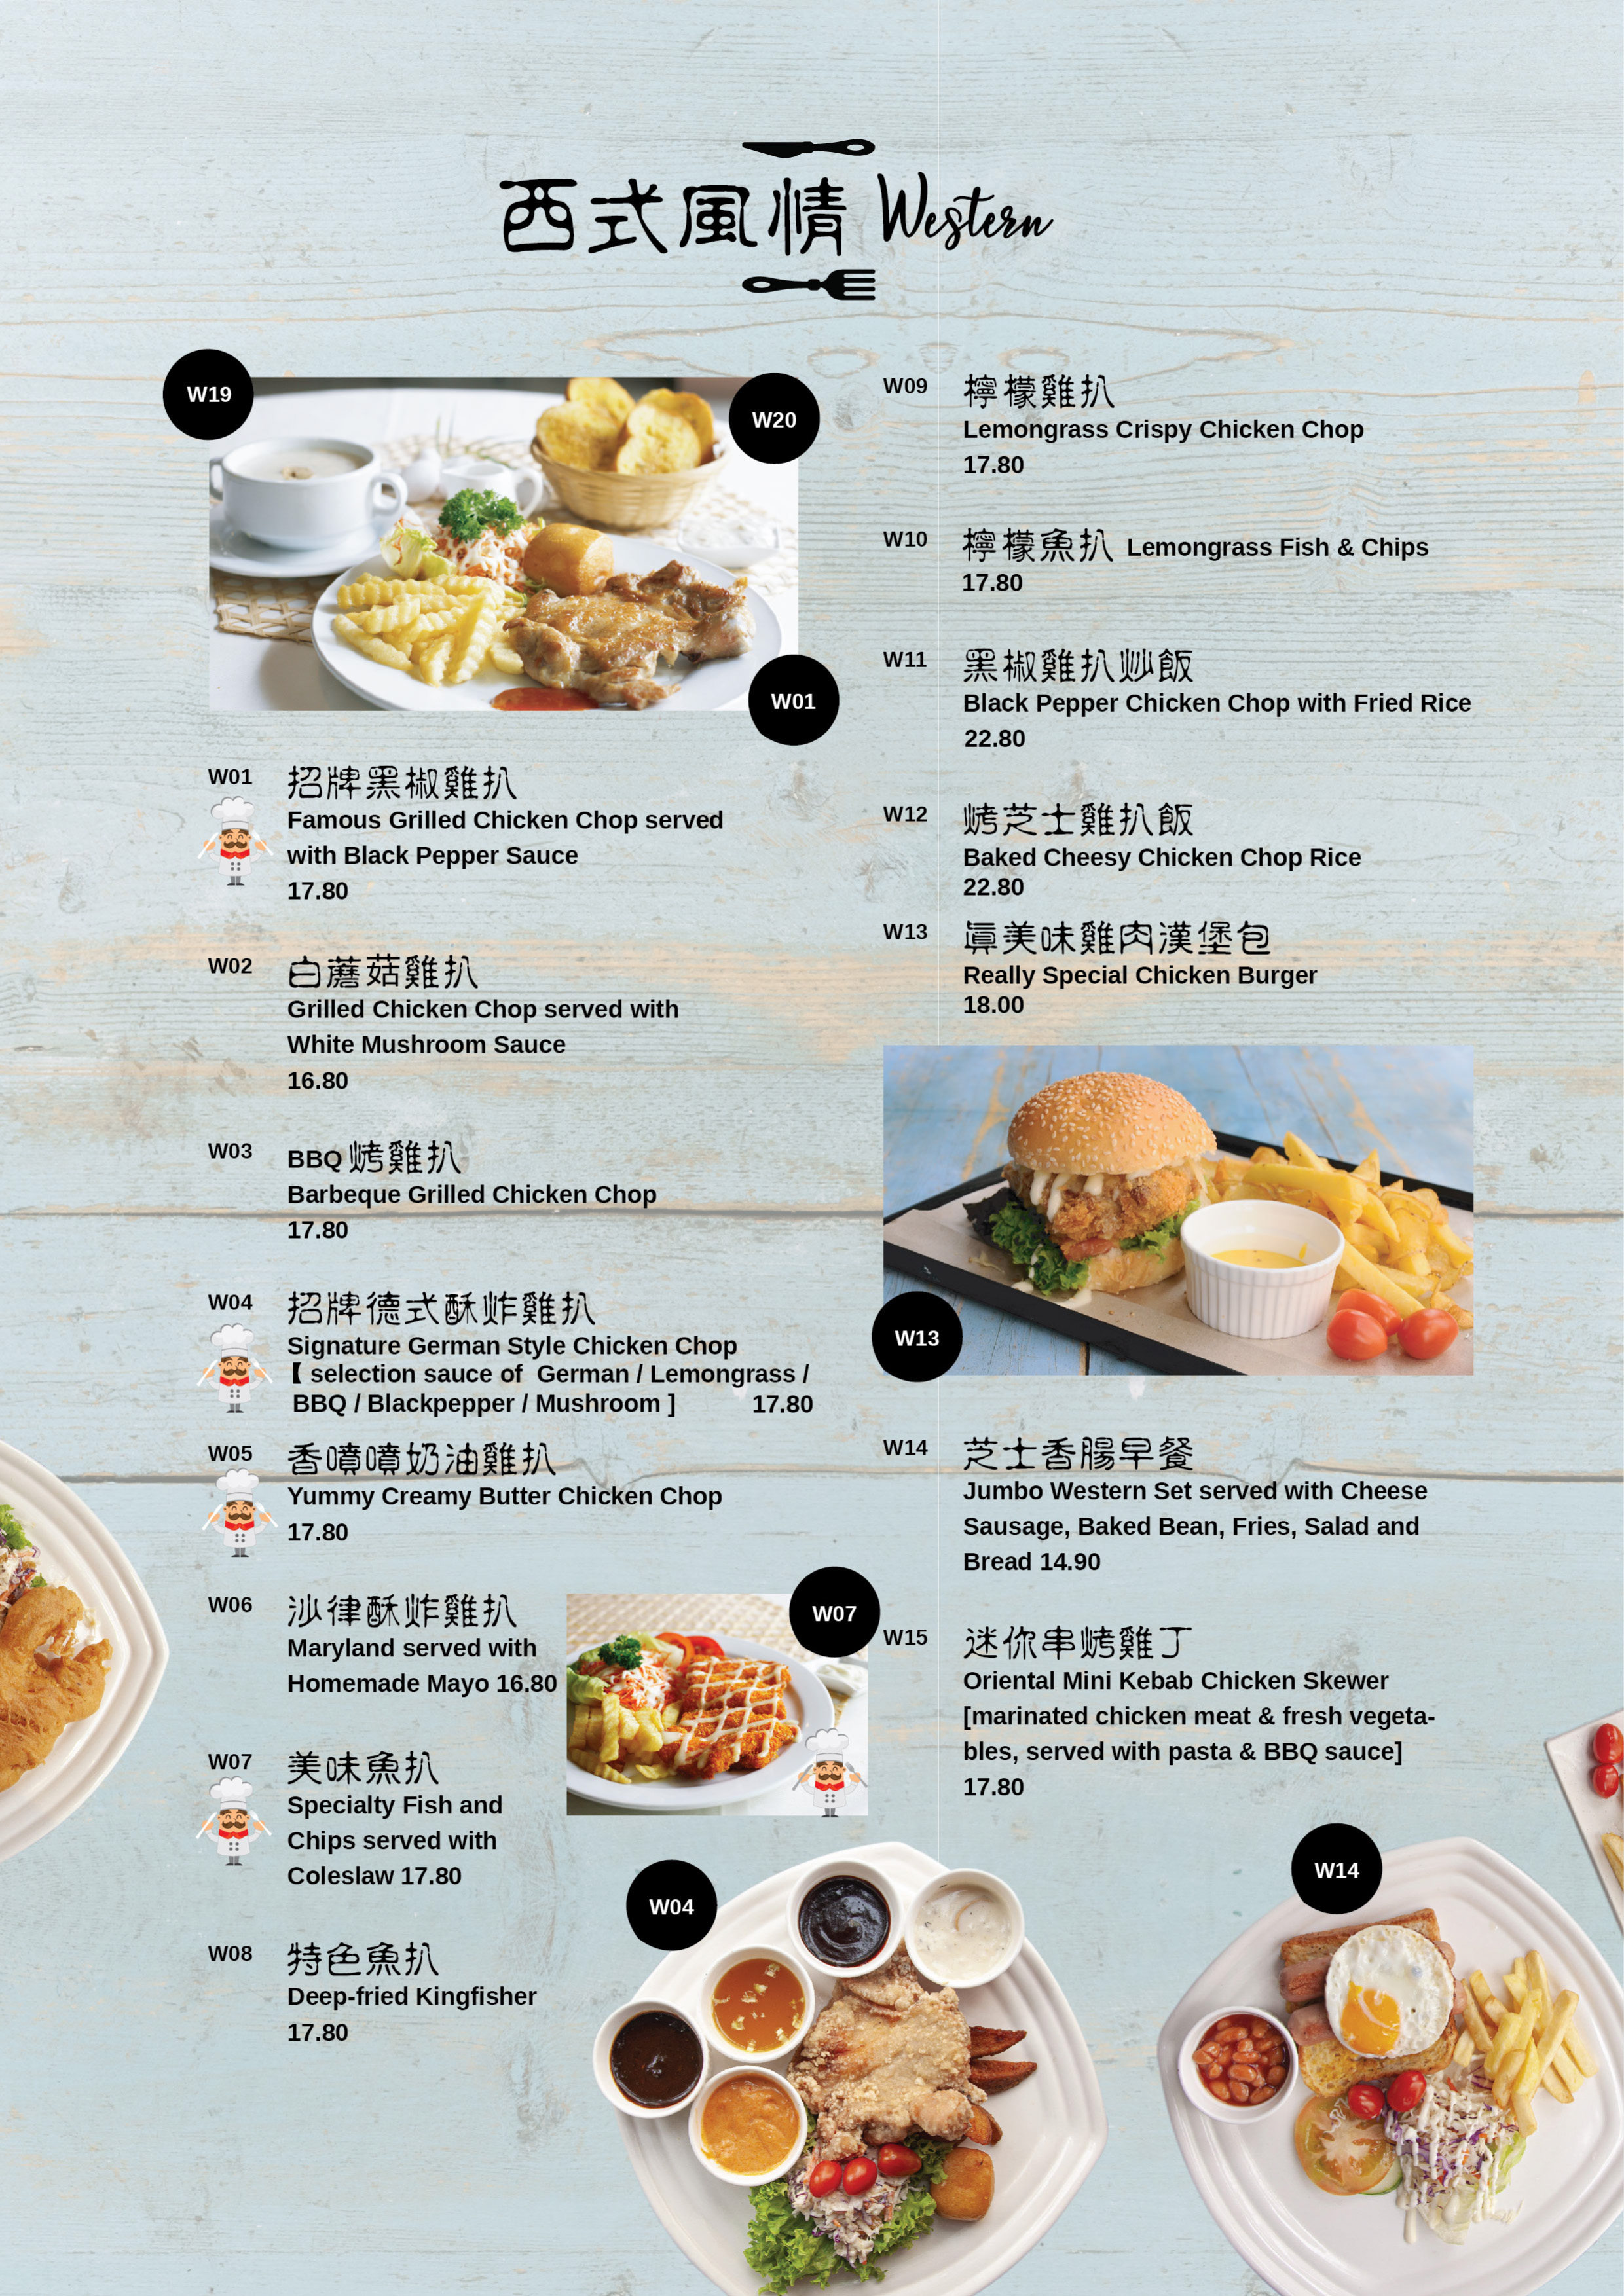 西式風情 Western
W19
W20
W01
W01 招牌黑椒雞扒
Famous Grilled Chicken Chop served
with Black Pepper Sauce
17.80
W02 白蘑菇雞扒
Grilled Chicken Chop served with
White Mushroom Sauce
16.80
W03 BBQ 烤雞扒
Barbeque Grilled Chicken Chop
17.80
W04 招牌德式酥炸雞扒
Signature German Style Chicken Chop
【 selection sauce of German / Lemongrass /
BBQ / Blackpepper / Mushroom ] 17.80
W05 香噴噴奶油雞扒
Yummy Creamy Butter Chicken Chop
17.80
W06 沙律酥炸雞扒
Maryland served with
Homemade Mayo 16.80
W07
W07 美味魚扒
Specialty Fish and
Chips served with
Coleslaw 17.80
W08 特色魚扒
Deep-fried Kingfisher
17.80
W04
W09 檸檬雞扒
Lemongrass Crispy Chicken Chop
17.80
W10 檸檬魚扒 Lemongrass Fish & Chips
17.80
W11 黑椒雞扒炒飯
Black Pepper Chicken Chop with Fried Rice
22.80
W12 烤芝士雞扒飯
Baked Cheesy Chicken Chop Rice
22.80
W13 真美味雞肉漢堡包
Really Special Chicken Burger
18.00
W13
W14 芝士香腸早餐
Jumbo Western Set served with Cheese
Sausage, Baked Bean, Fries, Salad and
Bread 14.90
W15 迷你串烤雞丁
Oriental Mini Kebab Chicken Skewer
[marinated chicken meat & fresh vegeta-
bles, served with pasta & BBQ sauce]
17.80
W14